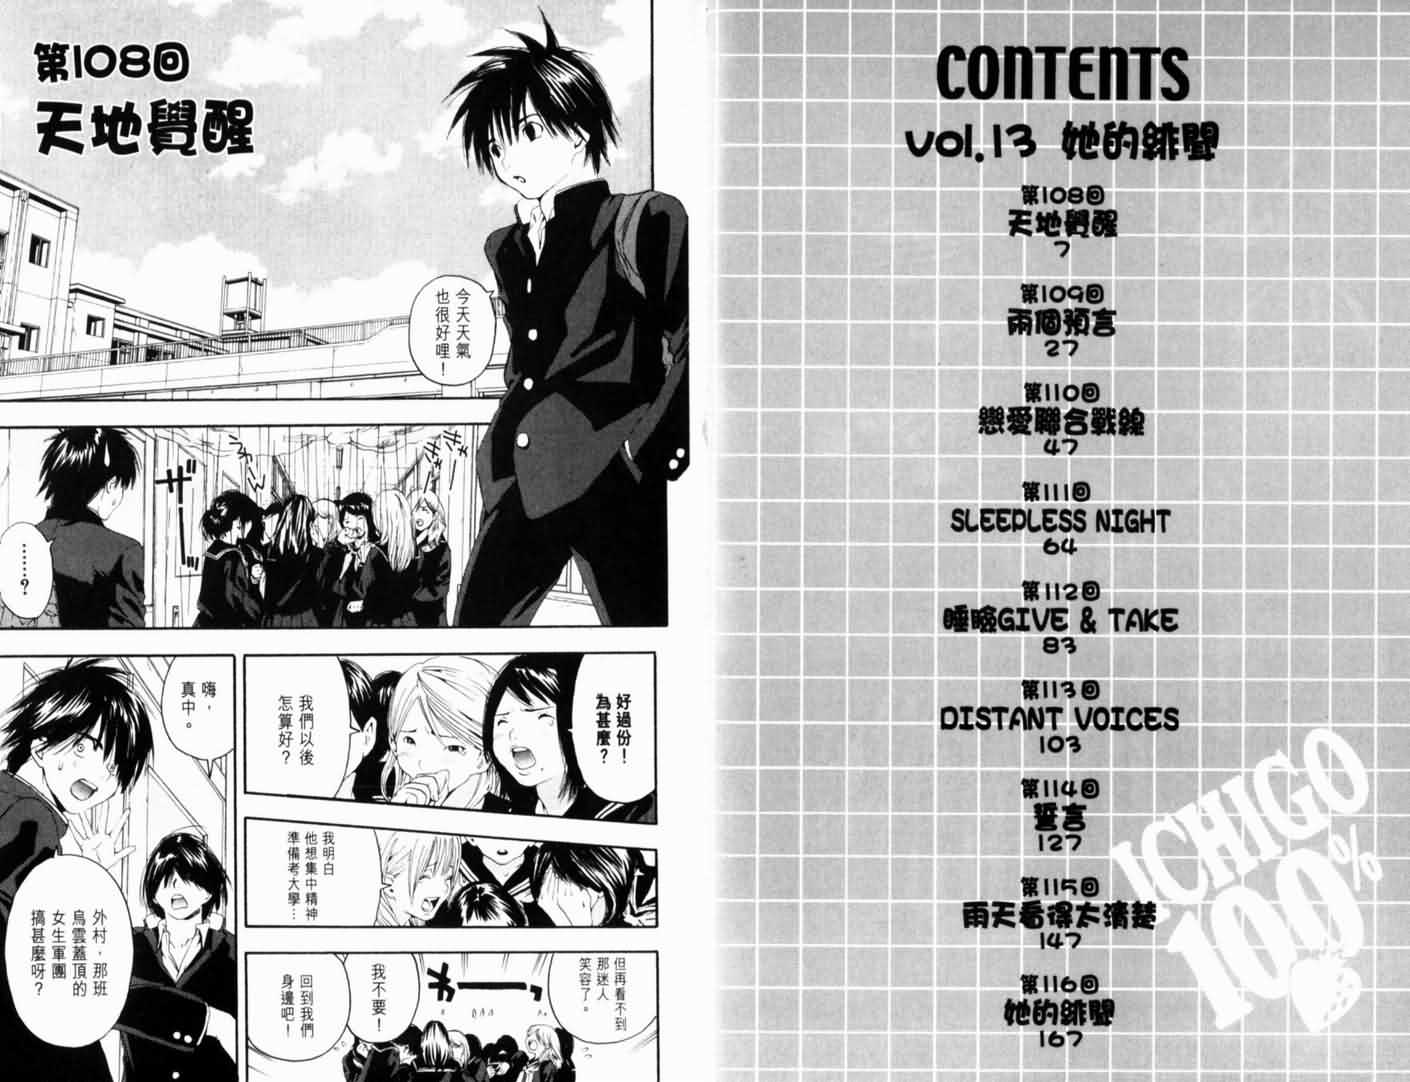 CONTENTS
vol.13 她的緋聞
第108回
天地覺醒
7
第109回
兩個預言
27
第110回
戀愛聯合戰線
47
第111回
SLEEPLESS NIGHT
64
第112回
睡臉GIVE & TAKE
83
第113回
DISTANT VOICES
103
第114回
誓言
127
第115回
雨天看得太清楚
147
第116回
她的緋聞
167
ICHIGO
100%
第108回
天地覺醒
今天天氣
也很好哩！
ザー!!
ざわ
……？
好過份！
為甚麼？
我們以後
怎算好？
嗨，
真中。
我明白
他想集中精神
準備考大學…
外村，那班
烏雲蓋頂的
女生軍團
搞甚麼呀？
但再看不到
那迷人
笑容了。
わーっ
我不要！
回到我們
身邊吧！